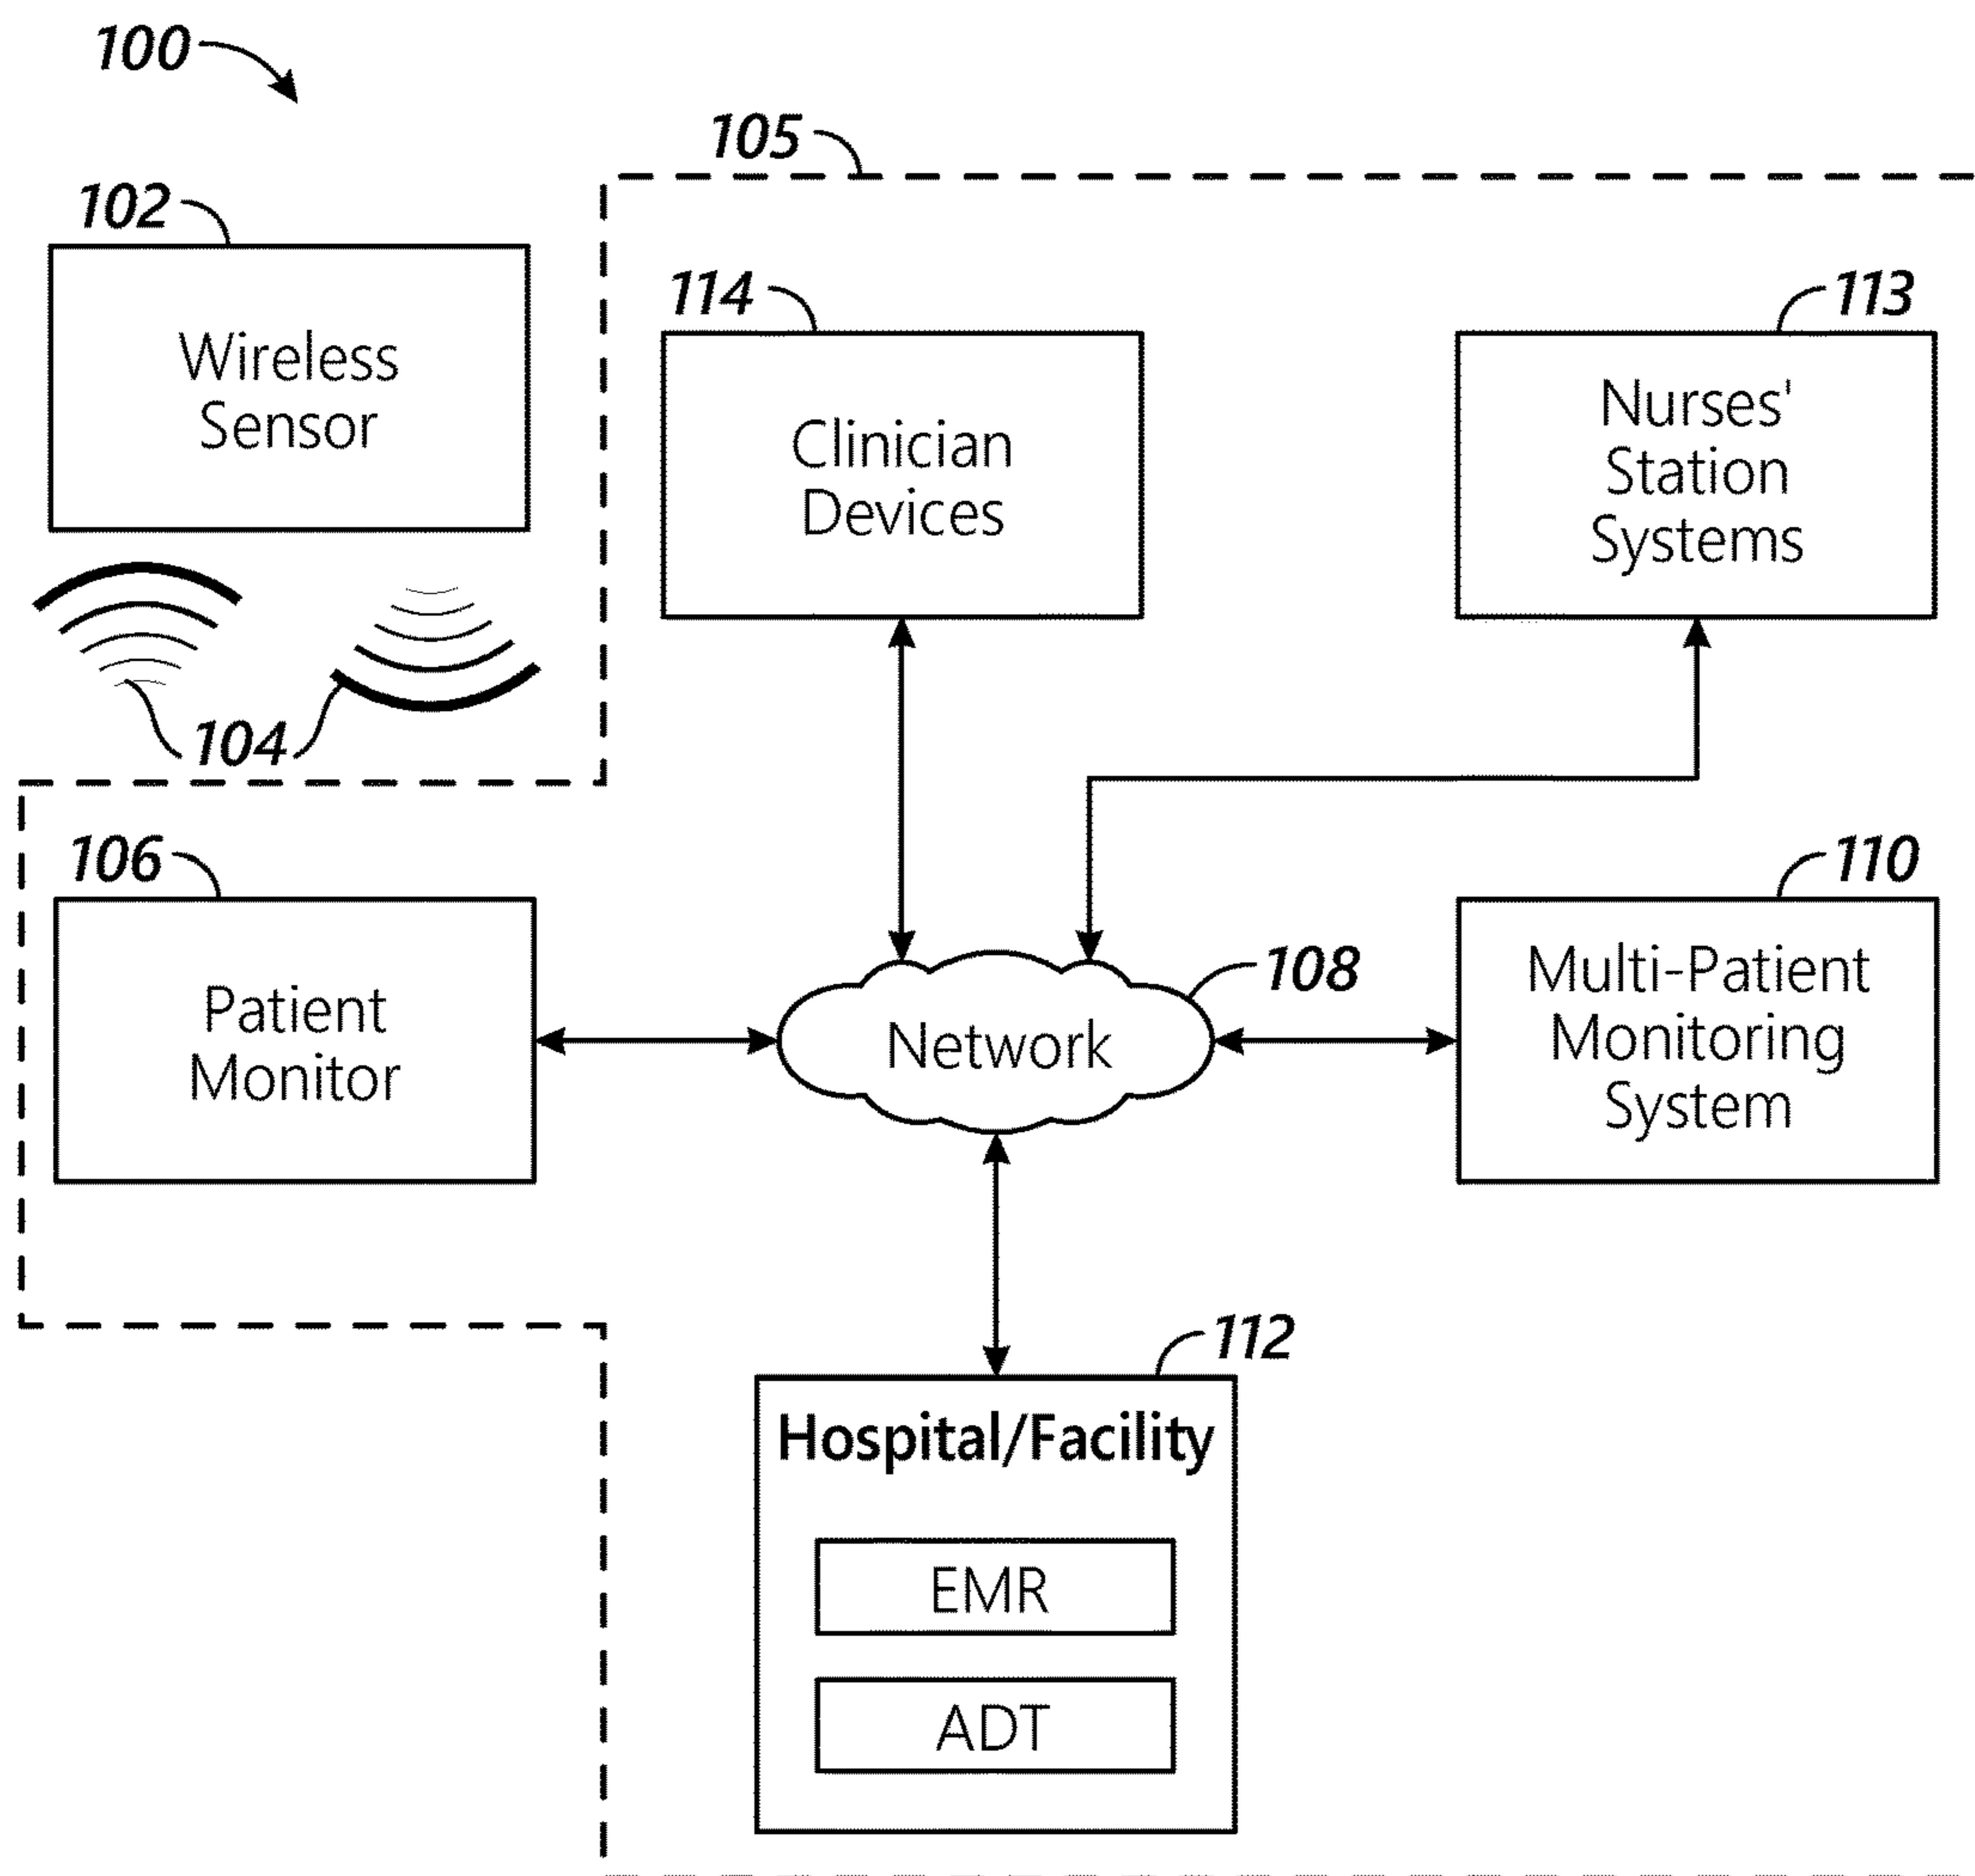 100
105
102
Wireless
Sensor
114
Clinician
Devices
113
Nurses'
Station
Systems
104
106
Patient
Monitor
108
Network
110
Multi-Patient
Monitoring
System
112
Hospital/Facility
EMR
ADT